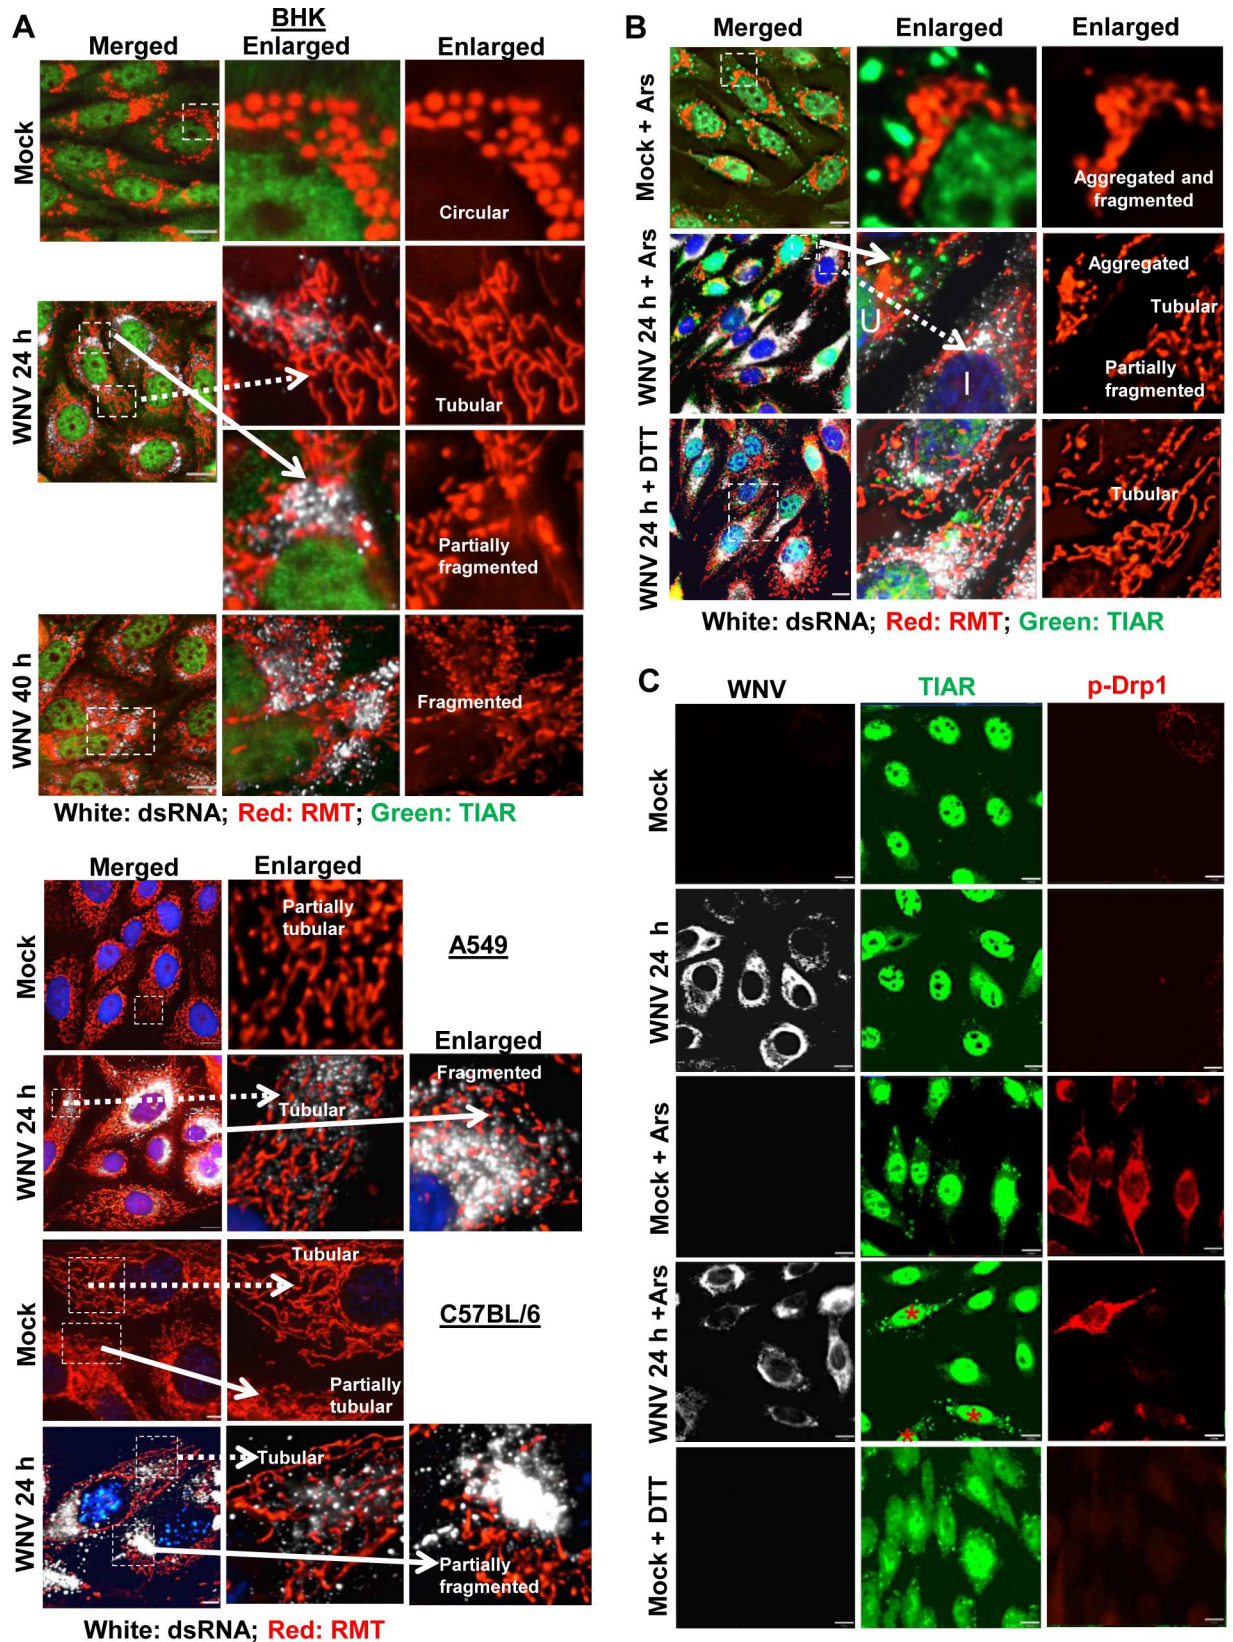 A
BHK
Merged Enlarged Enlarged
Mock
Circular
WNV 24 h
Tubular
Partially
fragmented
WNV 40 h
Fragmented
White: dsRNA; Red: RMT; Green: TIAR
Merged Enlarged
Mock
Partially
tubular
A549
Enlarged
WNV 24 h
Tubular
Fragmented
Mock
Tubular
Partially
tubular
C57BL/6
WNV 24 h
Tubular
Partially
fragmented
White: dsRNA; Red: RMT
B
Merged Enlarged Enlarged
Mock + Ars
Aggregated and
fragmented
WNV 24 h + Ars
U
I
Aggregated
Tubular
Partially
fragmented
WNV 24 h + DTT
Tubular
White: dsRNA; Red: RMT; Green: TIAR
C
WNV TIAR p-Drp1
Mock
WNV 24 h
Mock + Ars
WNV 24 h +Ars
* 
*
*
Mock + DTT